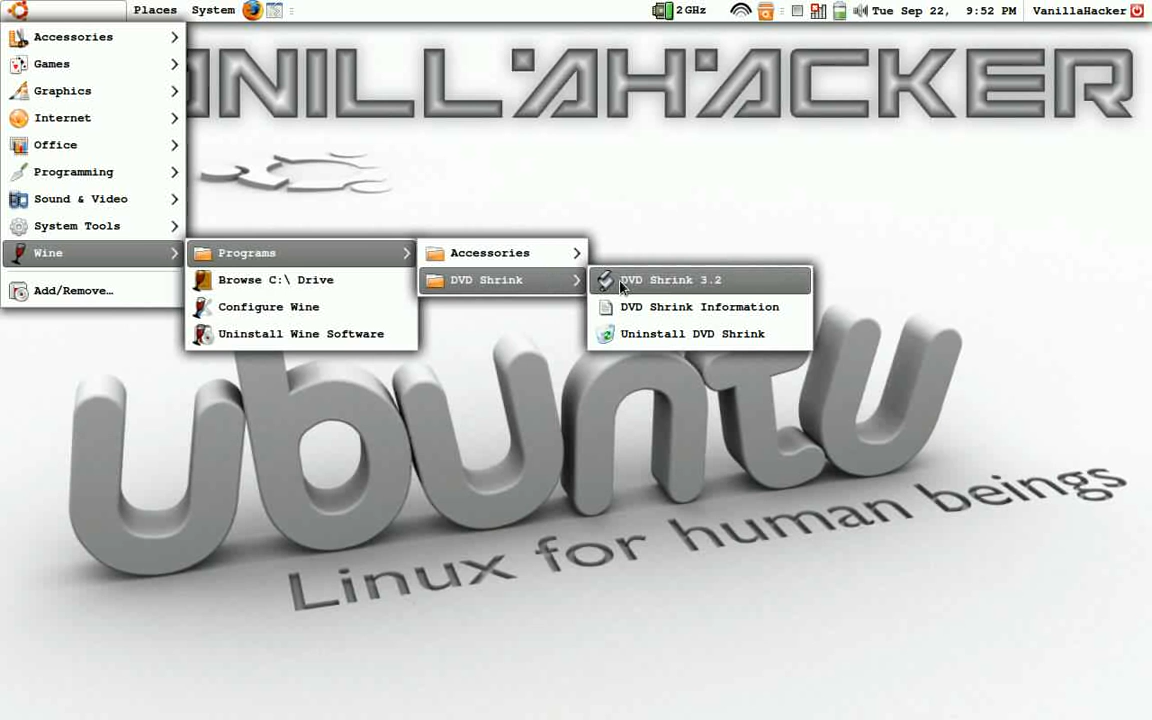 Places System 2 GHz Tue Sep 22, 9:52 PM VanillaHacker
Accessories
Games
Graphics
Internet
Office
Programming
Sound & Video
System Tools
Wine
Add/Remove…
Programs
Browse C:\ Drive
Configure Wine
Uninstall Wine Software
Accessories
DVD Shrink
DVD Shrink 3.2
DVD Shrink Information
Uninstall DVD Shrink
ANILLAHACKER
ubuntu
Linux for human beings